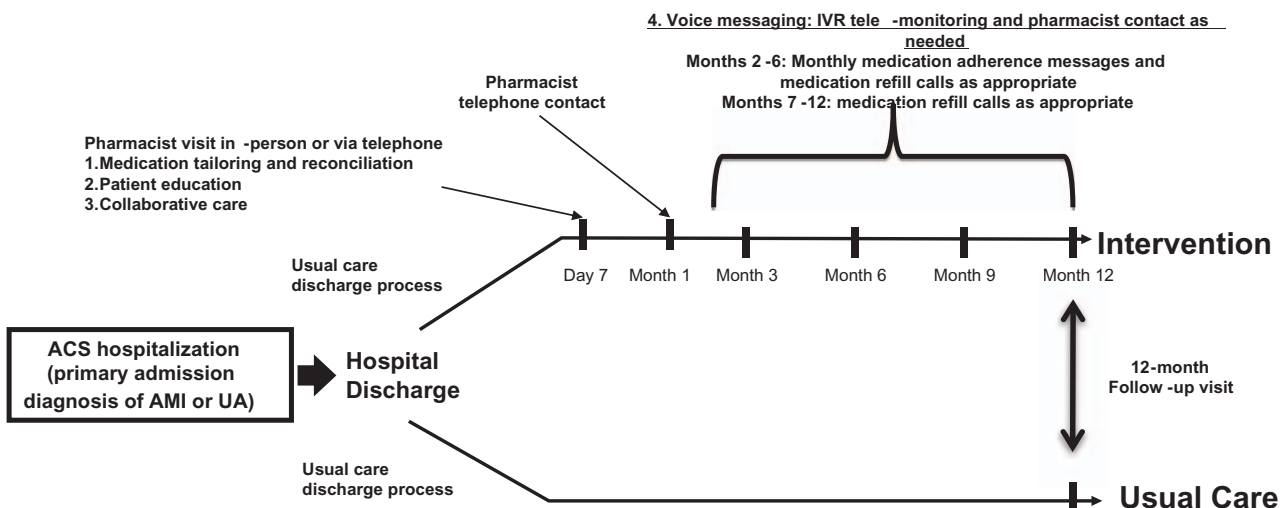 4. Voice messaging: IVR tele -monitoring and pharmacist contact as
needed
Months 2 -6: Monthly medication adherence messages and
medication refill calls as appropriate
Months 7 -12: medication refill calls as appropriate
Pharmacist
telephone contact
Pharmacist visit in -person or via telephone
1.Medication tailoring and reconciliation
2.Patient education
3.Collaborative care
Intervention
Usual care
discharge process
Day 7
Month 1
Month 3
Month 6
Month 9
Month 12
ACS hospitalization
(primary admission
diagnosis of AMI or UA)
Hospital
Discharge
12-month
Follow -up visit
Usual care
discharge process
Usual Care